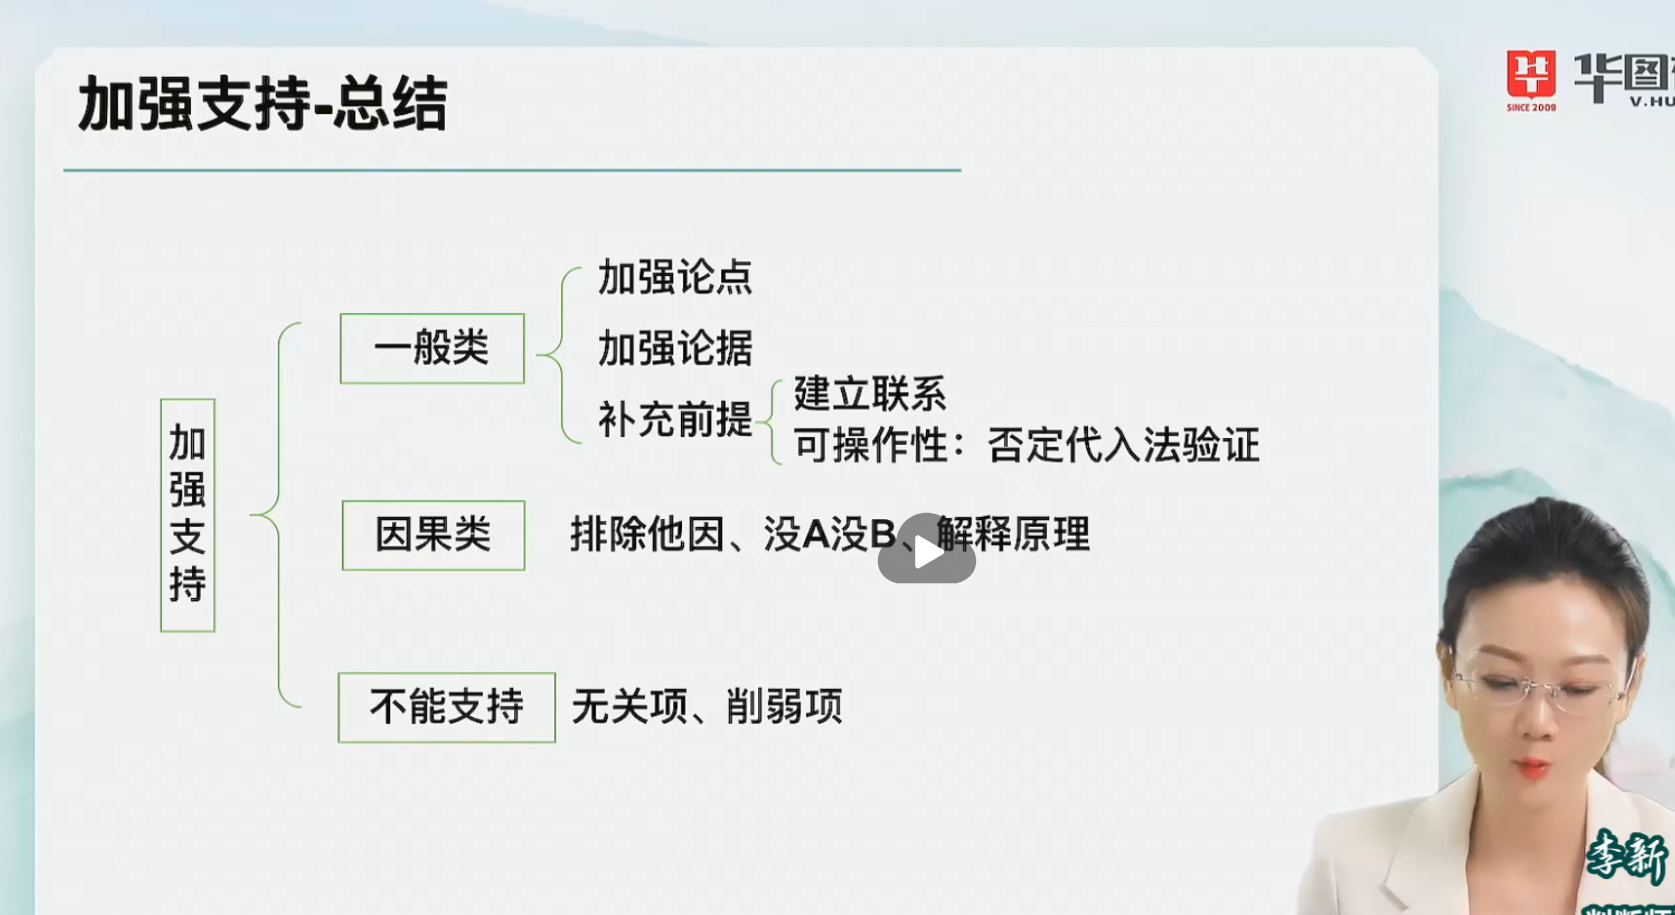 加强支持-总结
华图
SINCE 2009
V.HU
加强支持
一般类
加强论点
加强论据
补充前提
建立联系
可操作性：否定代入法验证
因果类
排除他因、没A没B、解释原理
不能支持
无关项、削弱项
李新